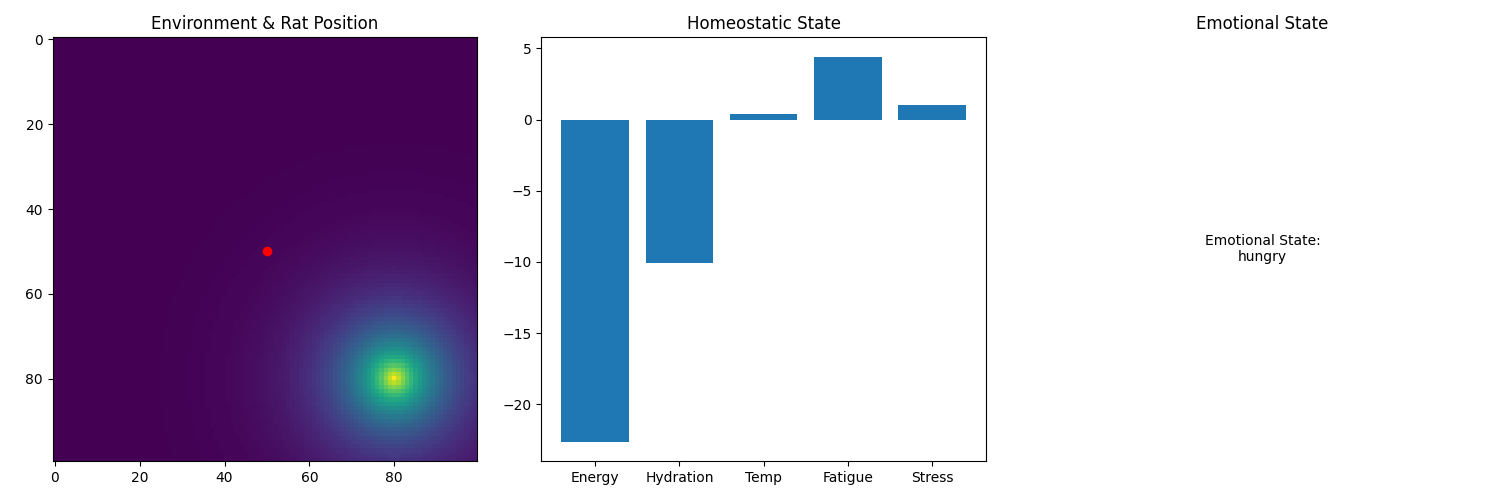 Environment & Rat Position
0
20
40
60
80
0 20 40 60 80
Homeostatic State
5
0
−5
−10
−15
−20
Energy Hydration Temp Fatigue Stress
Emotional State
Emotional State:
hungry